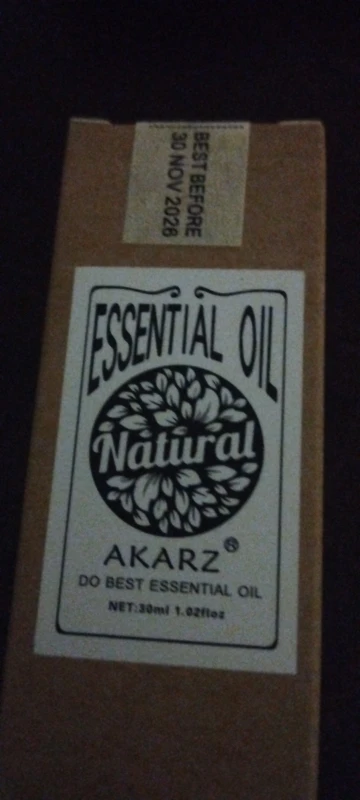 BEST BEFORE
30 NOV 2026
ESSENTIAL OIL
Natural
AKARZ®
DO BEST ESSENTIAL OIL
NET:30ml 1.02floz